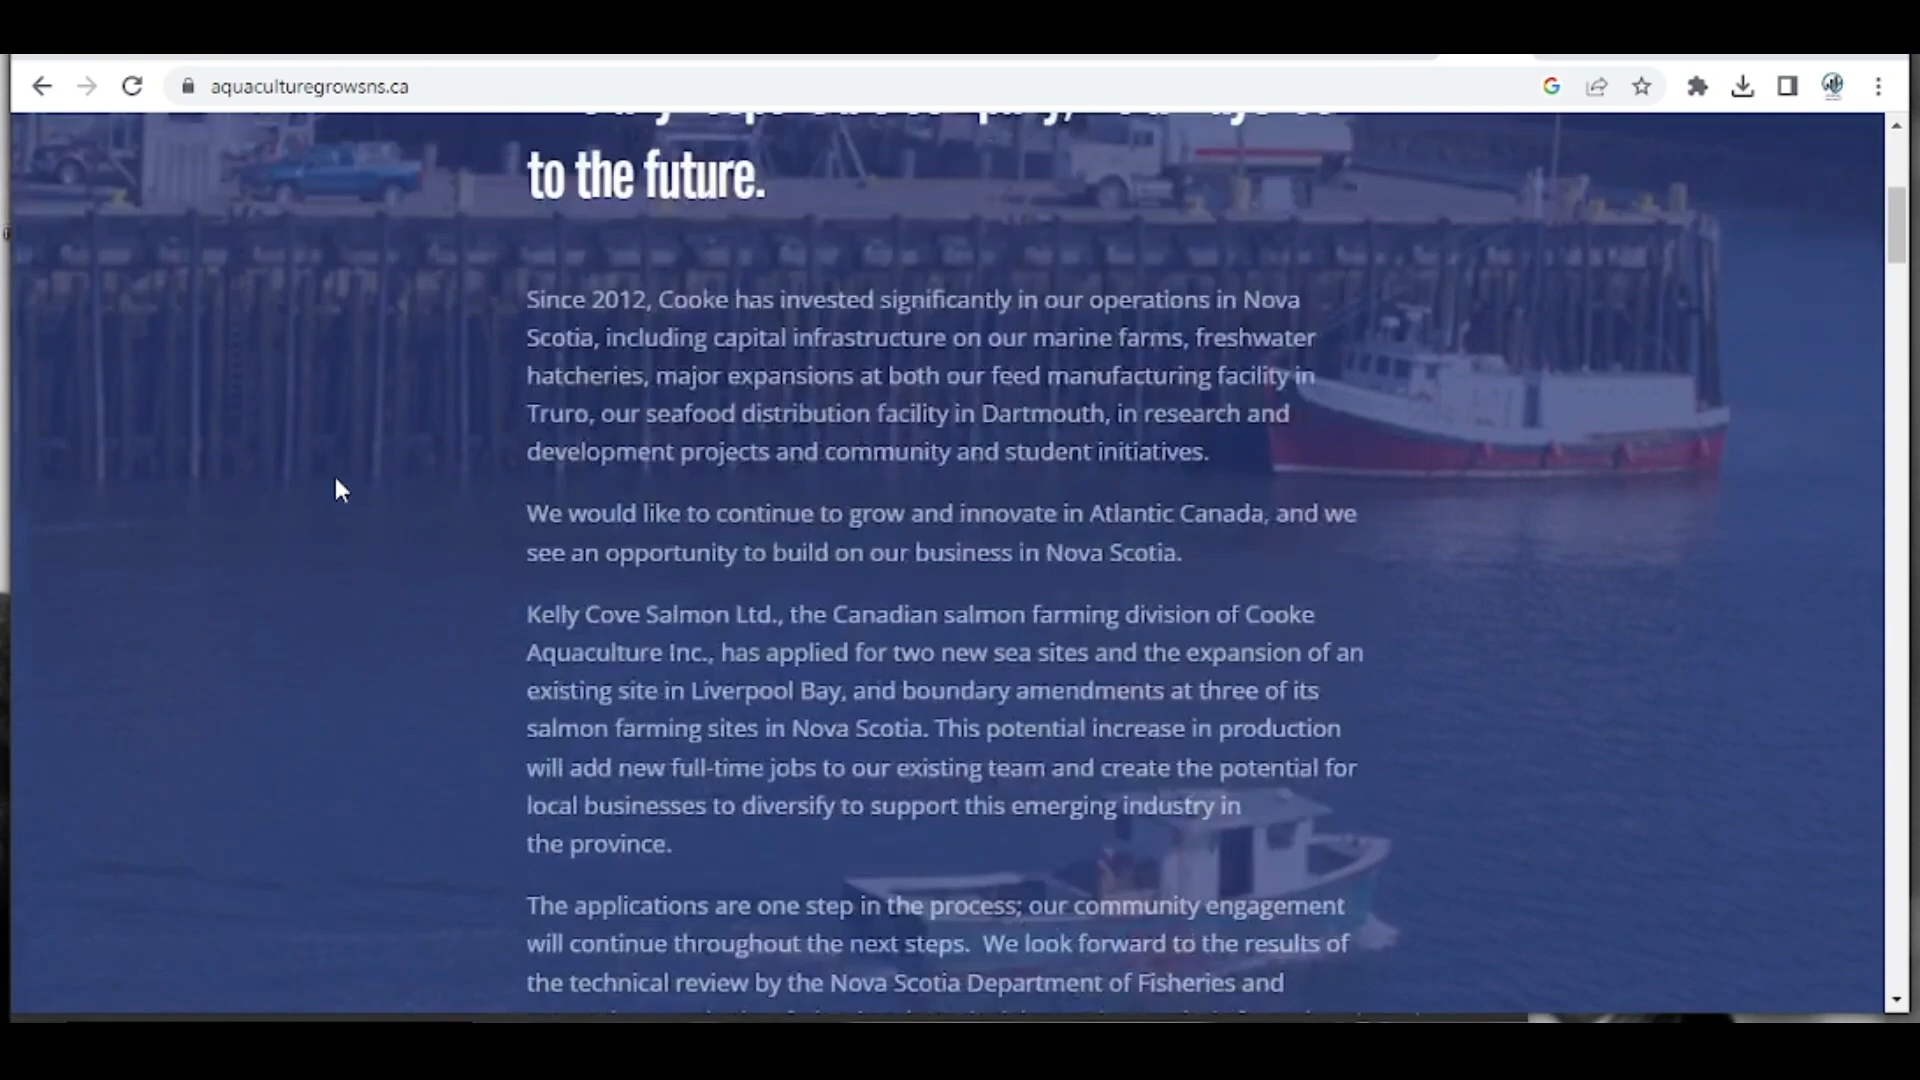 aquaculturegrowsns.ca
to the future.
Since 2012, Cooke has invested significantly in our operations in Nova
Scotia, including capital infrastructure on our marine farms, freshwater
hatcheries, major expansions at both our feed manufacturing facility in
Truro, our seafood distribution facility in Dartmouth, in research and
development projects and community and student initiatives.
We would like to continue to grow and innovate in Atlantic Canada, and we
see an opportunity to build on our business in Nova Scotia.
Kelly Cove Salmon Ltd., the Canadian salmon farming division of Cooke
Aquaculture Inc., has applied for two new sea sites and the expansion of an
existing site in Liverpool Bay, and boundary amendments at three of its
salmon farming sites in Nova Scotia. This potential increase in production
will add new full-time jobs to our existing team and create the potential for
local businesses to diversify to support this emerging industry in
the province.
The applications are one step in the process; our community engagement
will continue throughout the next steps.  We look forward to the results of
the technical review by the Nova Scotia Department of Fisheries and